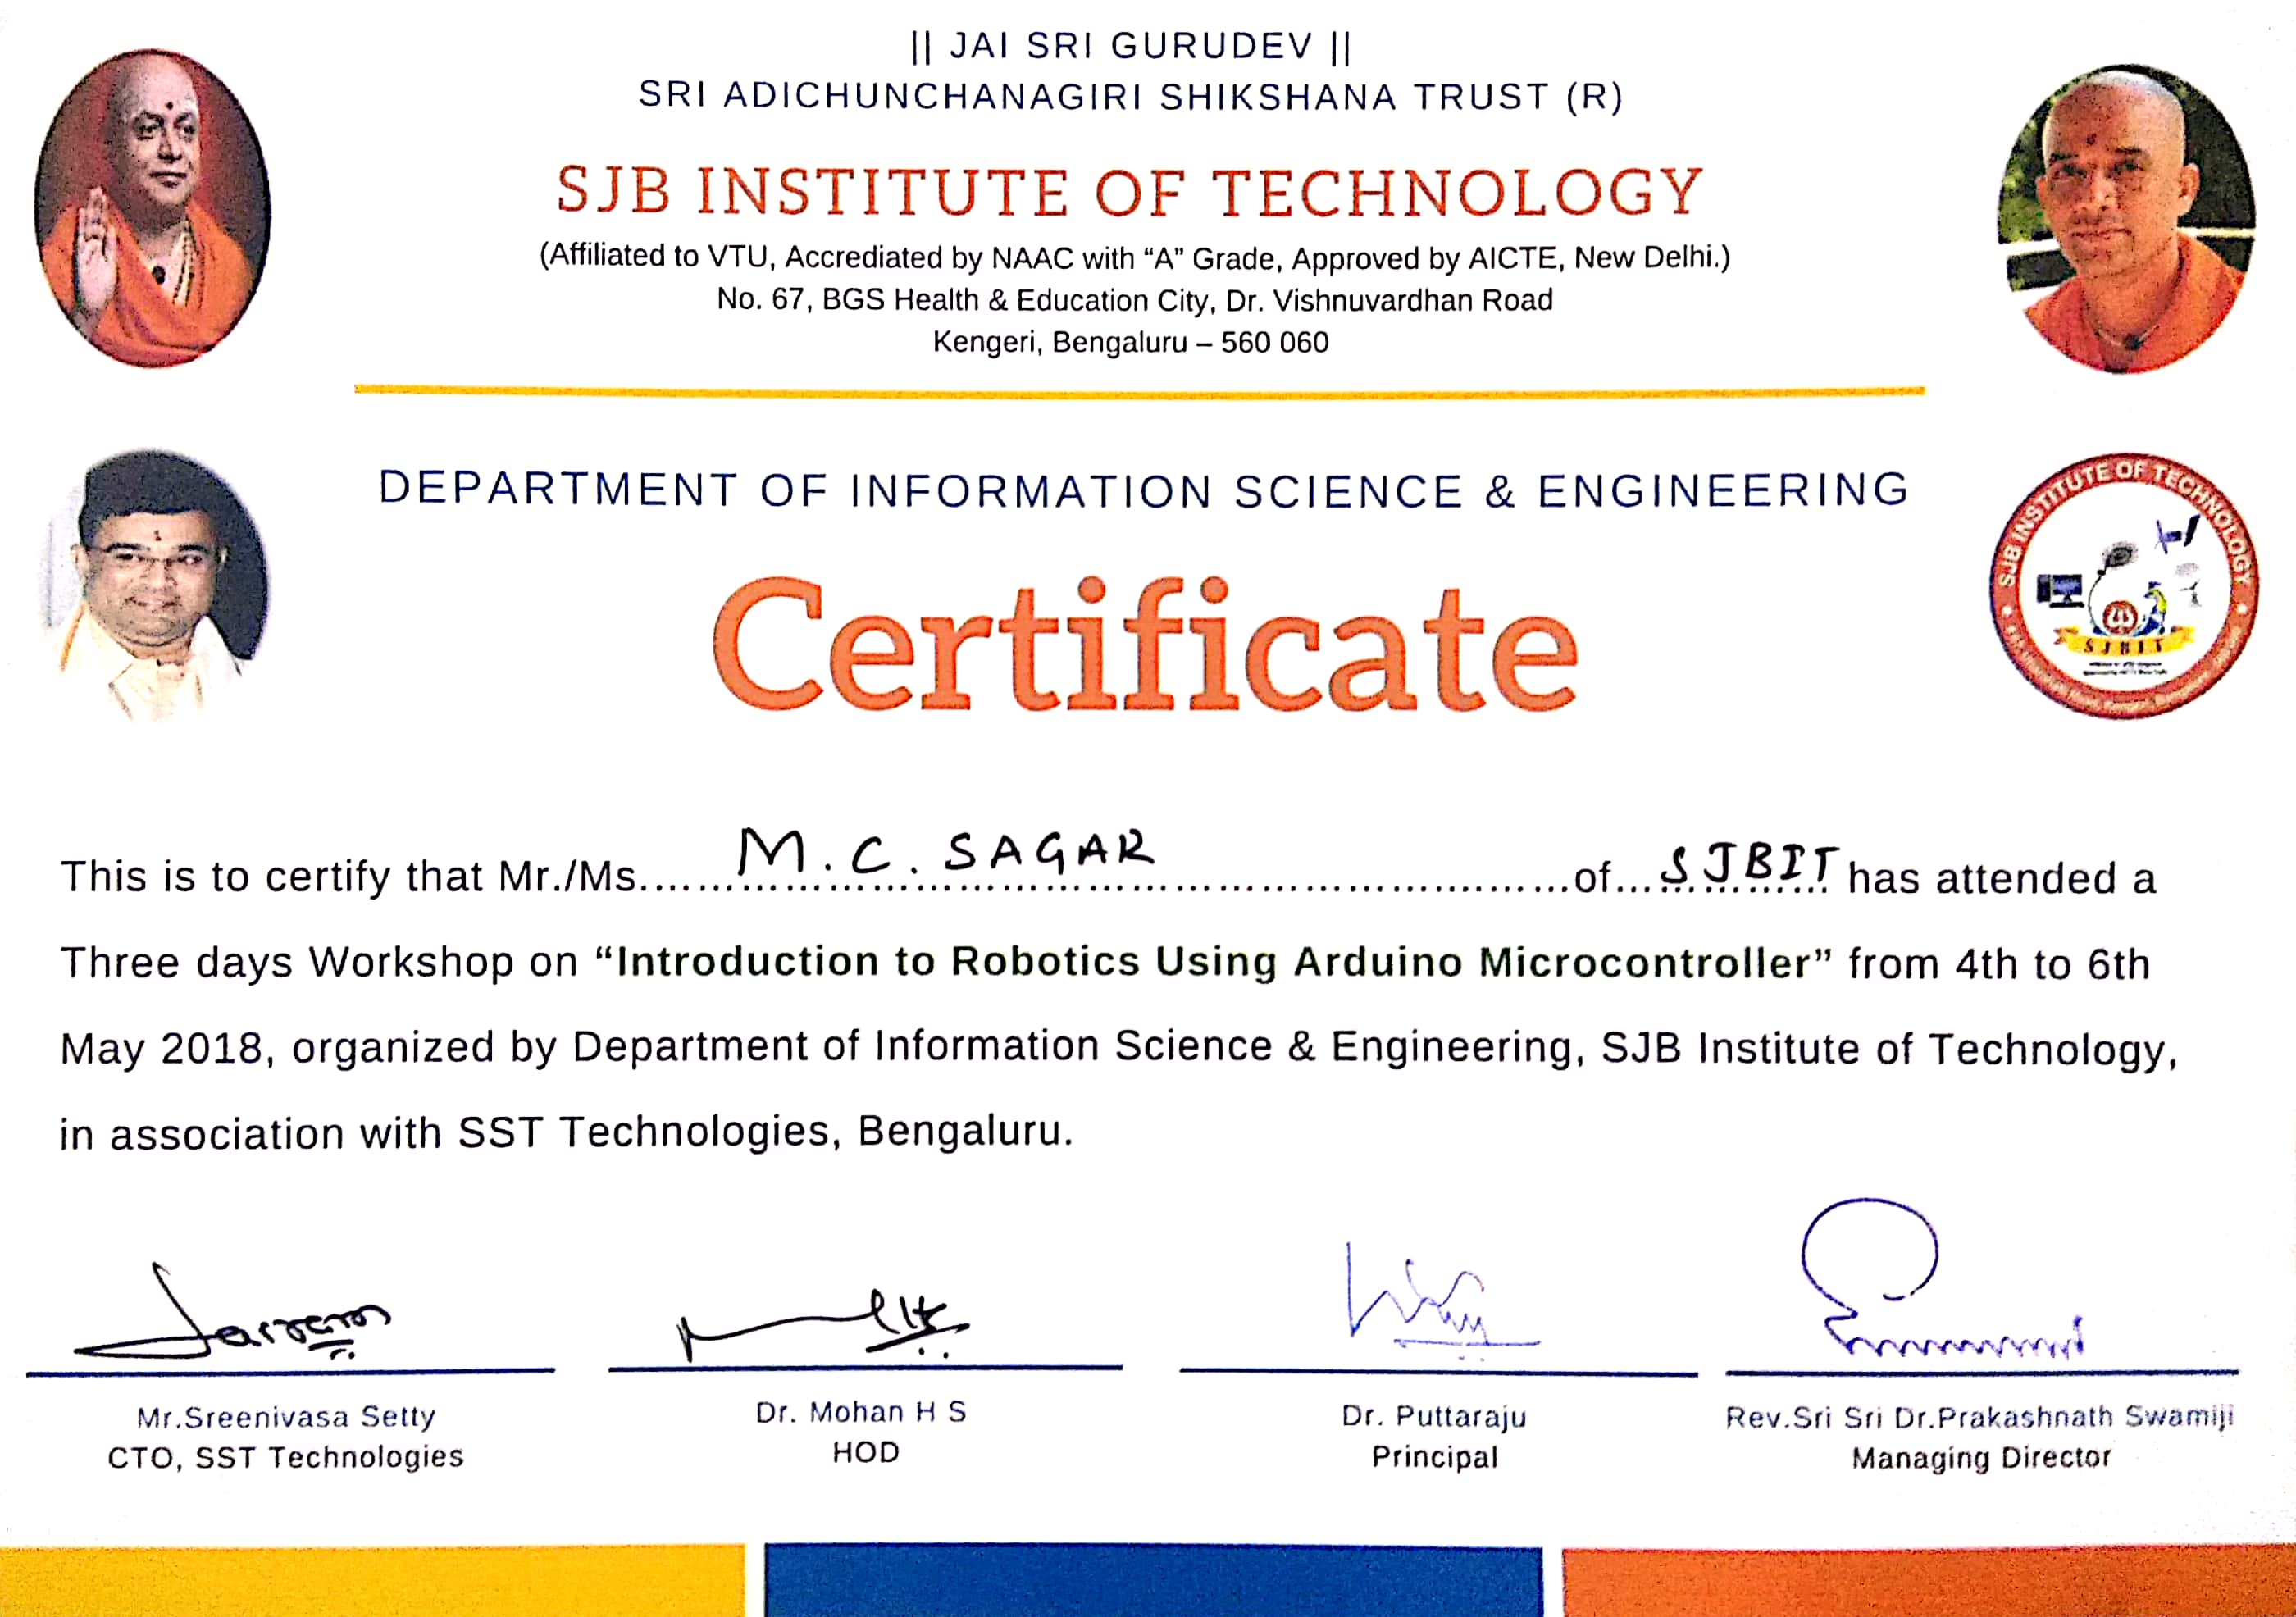 || JAI SRI GURUDEV ||
SRI ADICHUNCHANAGIRI SHIKSHANA TRUST (R)
SJB INSTITUTE OF TECHNOLOGY
(Affiliated to VTU, Accrediated by NAAC with “A” Grade, Approved by AICTE, New Delhi.)
No. 67, BGS Health & Education City, Dr. Vishnuvardhan Road
Kengeri, Bengaluru – 560 060
DEPARTMENT OF INFORMATION SCIENCE & ENGINEERING
SJB INSTITUTE OF TECHNOLOGY
SJBIT
Certificate
This is to certify that Mr./Ms. M. C. SAGAR of SJBIT has attended a
Three days Workshop on “Introduction to Robotics Using Arduino Microcontroller” from 4th to 6th
May 2018, organized by Department of Information Science & Engineering, SJB Institute of Technology,
in association with SST Technologies, Bengaluru.
Mr.Sreenivasa Setty
CTO, SST Technologies
Dr. Mohan H S
HOD
Dr. Puttaraju
Principal
Rev.Sri Sri Dr.Prakashnath Swamiji
Managing Director